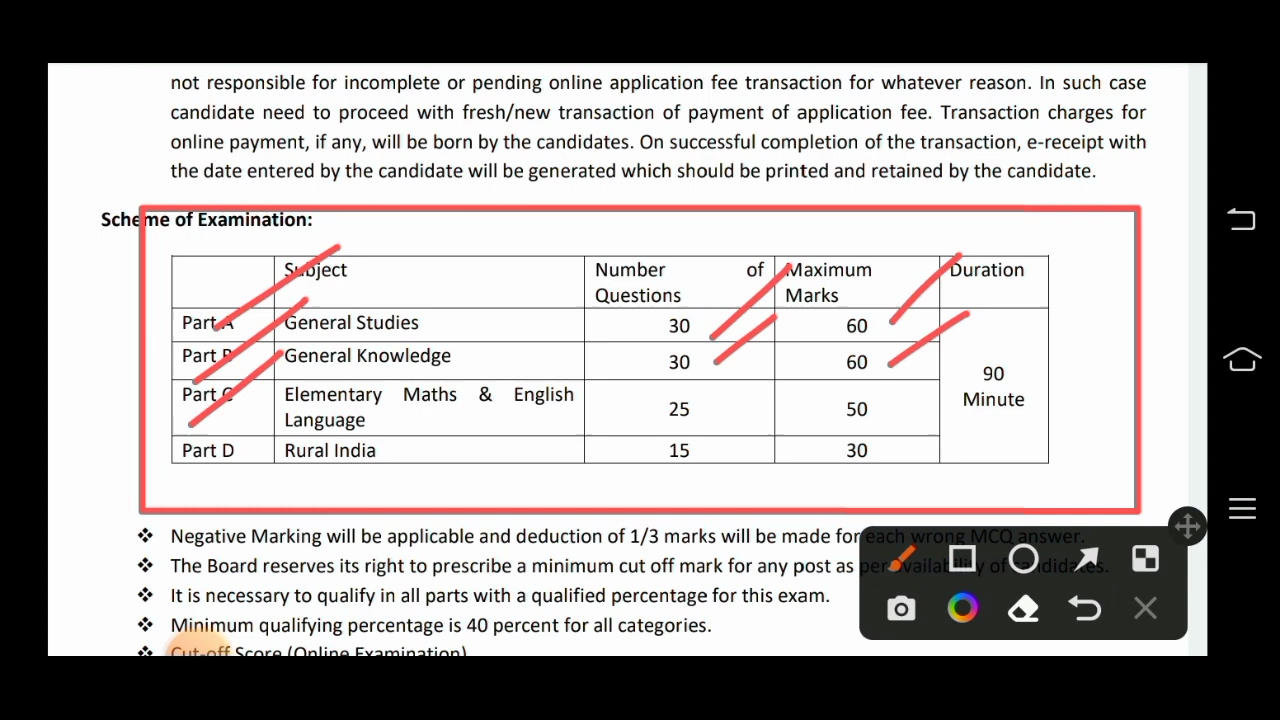 not responsible for incomplete or pending online application fee transaction for whatever reason. In such case
candidate need to proceed with fresh/new transaction of payment of application fee. Transaction charges for
online payment, if any, will be born by the candidates. On successful completion of the transaction, e-receipt with
the date entered by the candidate will be generated which should be printed and retained by the candidate.
Scheme of Examination:
Subject Number of Questions Maximum Marks Duration
Part A General Studies 30 60
Part B General Knowledge 30 60
90 Minute
Part C Elementary Maths & English Language 25 50
Part D Rural India 15 30
❖ Negative Marking will be applicable and deduction of 1/3 marks will be made for each wrong MCQ answer.
❖ The Board reserves its right to prescribe a minimum cut off mark for any post as per availability of candidates.
❖ It is necessary to qualify in all parts with a qualified percentage for this exam.
❖ Minimum qualifying percentage is 40 percent for all categories.
❖ Cut-off Score (Online Examination)